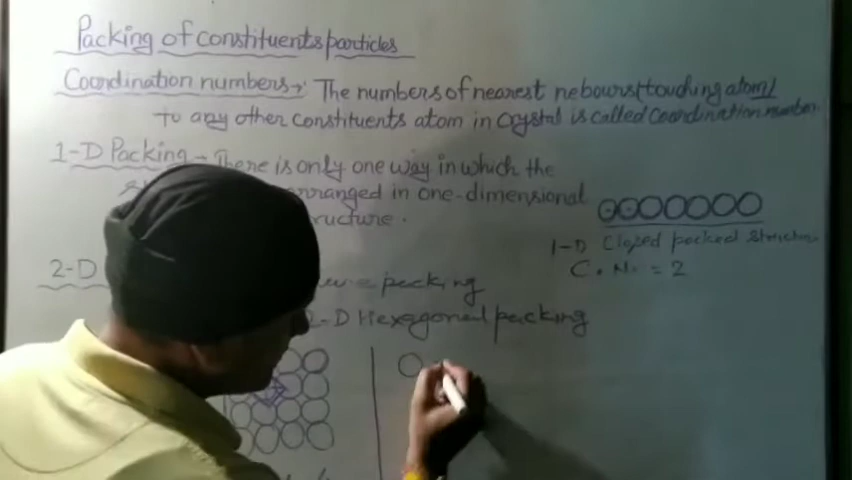 Packing of constituents particles
Coordination numbers→ The numbers of nearest nebours (touching atom)
To any other constituents atom in crystal is called coordination number
1-D Packing → There is only one way in which the
arranged in one-dimensional
ructure.
1-D Closed packed structure
C. N. = 2
2-D
packing
2-D Hexagonal packing